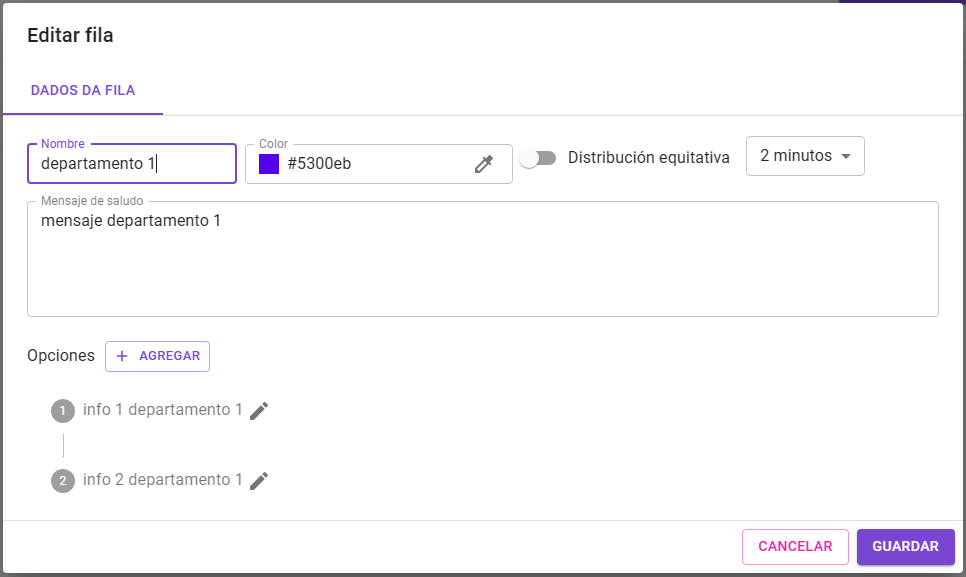 Editar fila
DADOS DA FILA
Nombre
departamento 1
Color
#5300eb
Distribución equitativa
2 minutos
Mensaje de saludo
mensaje departamento 1
Opciones
+ AGREGAR
1 info 1 departamento 1
2 info 2 departamento 1
CANCELAR
GUARDAR